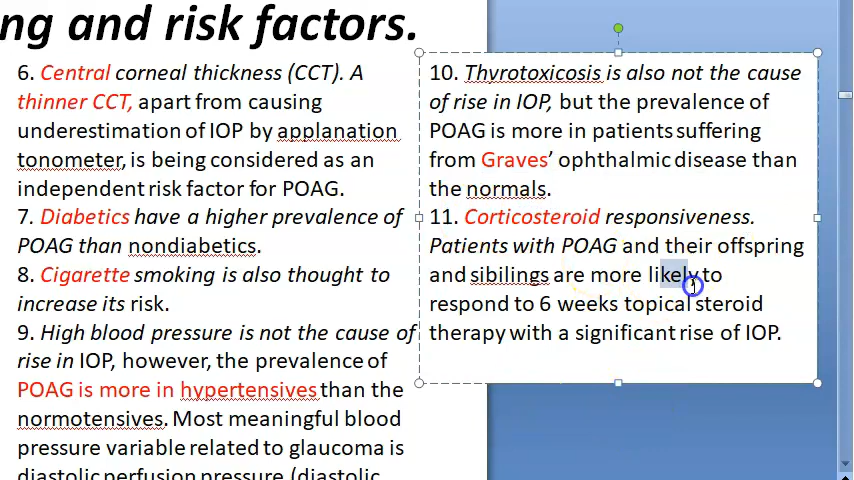 ng and risk factors.
6. Central corneal thickness (CCT). A
thinner CCT, apart from causing
underestimation of IOP by applanation
tonometer, is being considered as an
independent risk factor for POAG.
7. Diabetics have a higher prevalence of
POAG than nondiabetics.
8. Cigarette smoking is also thought to
increase its risk.
9. High blood pressure is not the cause of
rise in IOP, however, the prevalence of
POAG is more in hypertensives than the
normotensives. Most meaningful blood
pressure variable related to glaucoma is
diastolic perfusion pressure (diastolic
10. Thyrotoxicosis is also not the cause
of rise in IOP, but the prevalence of
POAG is more in patients suffering
from Graves’ ophthalmic disease than
the normals.
11. Corticosteroid responsiveness.
Patients with POAG and their offspring
and sibilings are more likely to
respond to 6 weeks topical steroid
therapy with a significant rise of IOP.